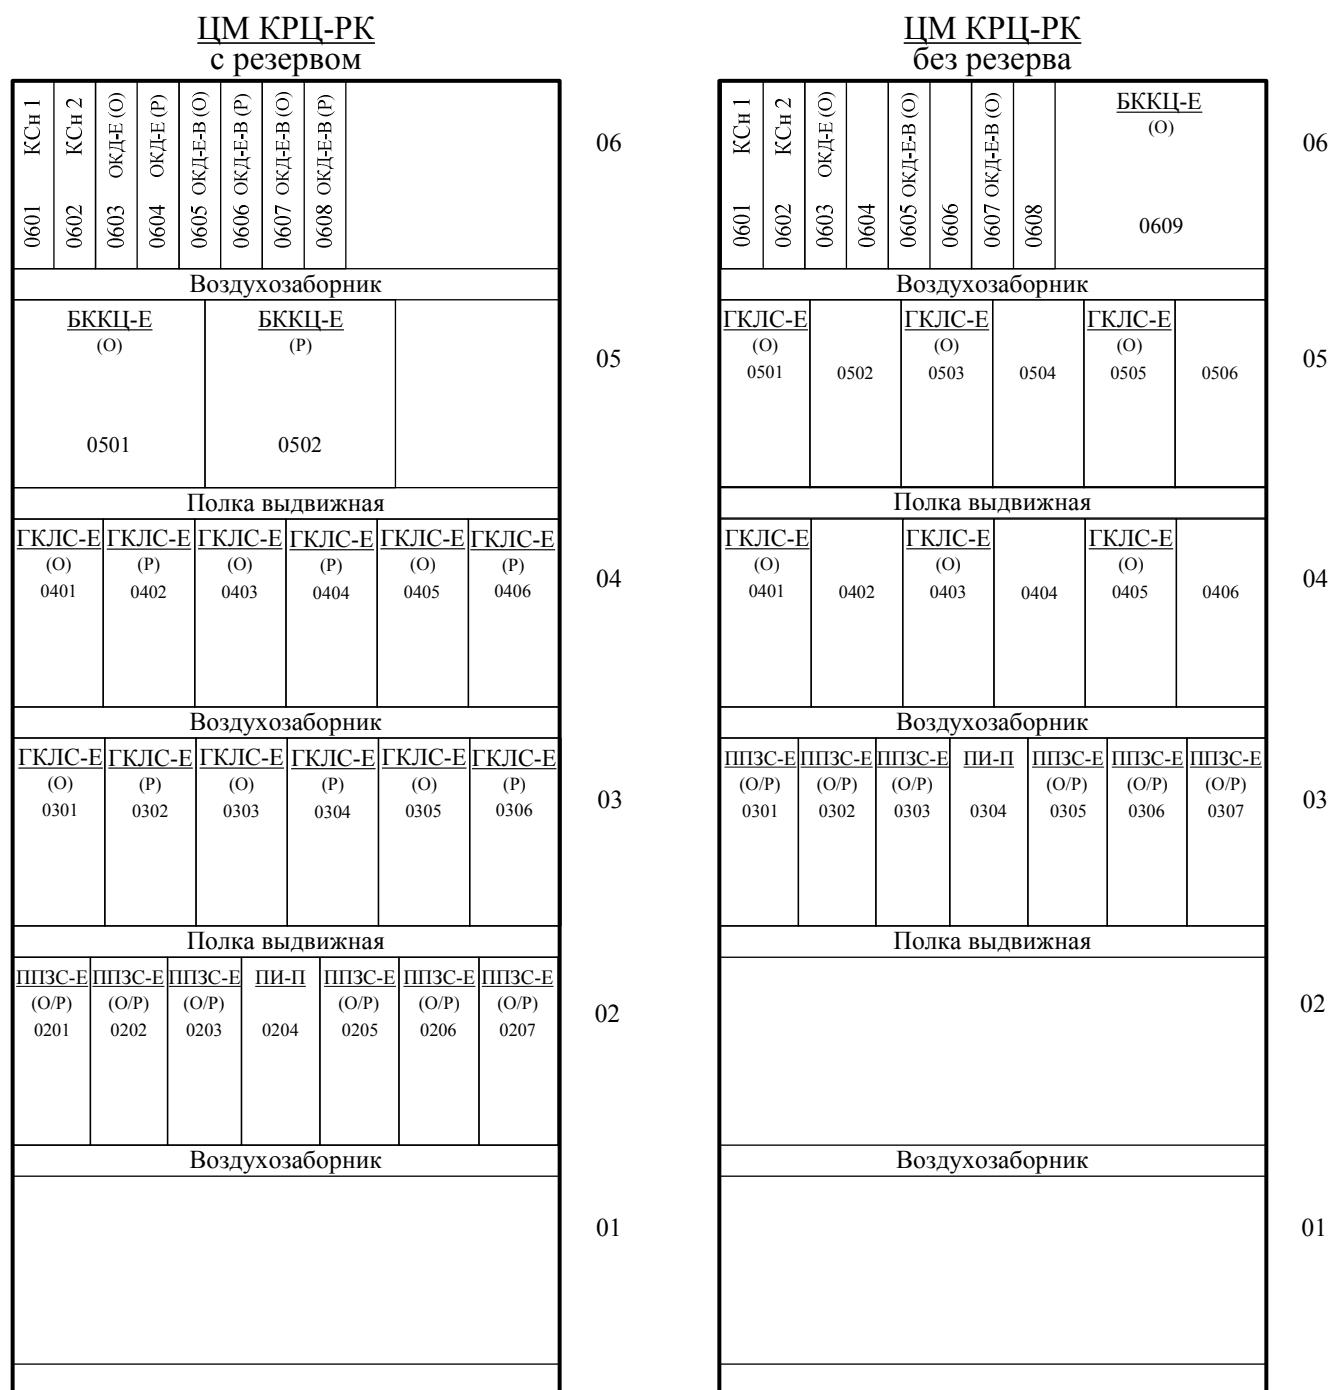 ЦМ КРЦ-РК
с резервом
КСн 1
0601
КСн 2
0602
ОКД-Е (О)
0603
ОКД-Е (Р)
0604
0605 ОКД-Е-В (О)
0606 ОКД-Е-В (Р)
0607 ОКД-Е-В (О)
0608 ОКД-Е-В (Р)
06
Воздухозаборник
БККЦ-Е БККЦ-Е
(О) (Р)
05
0501 0502
Полка выдвижная
ГКЛС-Е ГКЛС-Е ГКЛС-Е ГКЛС-Е ГКЛС-Е ГКЛС-Е
(О) (Р) (О) (Р) (О) (Р)
0401 0402 0403 0404 0405 0406
04
Воздухозаборник
ГКЛС-Е ГКЛС-Е ГКЛС-Е ГКЛС-Е ГКЛС-Е ГКЛС-Е
(О) (Р) (О) (Р) (О) (Р)
0301 0302 0303 0304 0305 0306
03
Полка выдвижная
ППЗС-Е ППЗС-Е ППЗС-Е ПИ-П ППЗС-Е ППЗС-Е ППЗС-Е
(О/Р) (О/Р) (О/Р) (О/Р) (О/Р) (О/Р)
0201 0202 0203 0204 0205 0206 0207
02
Воздухозаборник
01
ЦМ КРЦ-РК
без резерва
КСн 1
0601
КСн 2
0602
ОКД-Е (О)
0603
0604
0605 ОКД-Е-В (О)
0606
0607 ОКД-Е-В (О)
0608
БККЦ-Е
(О)
0609
06
Воздухозаборник
ГКЛС-Е ГКЛС-Е ГКЛС-Е
(О) (О) (О)
0501 0502 0503 0504 0505 0506
05
Полка выдвижная
ГКЛС-Е ГКЛС-Е ГКЛС-Е
(О) (О) (О)
0401 0402 0403 0404 0405 0406
04
Воздухозаборник
ППЗС-Е ППЗС-Е ППЗС-Е ПИ-П ППЗС-Е ППЗС-Е ППЗС-Е
(О/Р) (О/Р) (О/Р) (О/Р) (О/Р) (О/Р)
0301 0302 0303 0304 0305 0306 0307
03
Полка выдвижная
02
Воздухозаборник
01